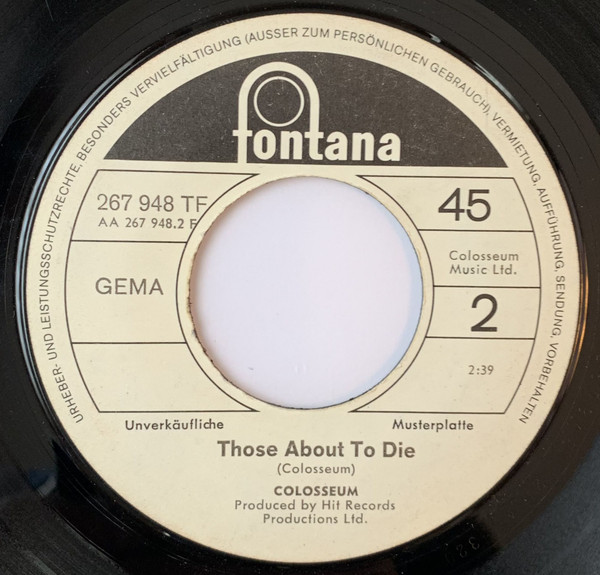 URHEBER- UND LEISTUNGSSCHUTZRECHTE, BESONDERS VERVIELFÄLTIGUNG (AUSSER ZUM PERSÖNLICHEN GEBRAUCH), VERMIETUNG, AUFFÜHRUNG, SENDUNG, VORBEHALTEN
fontana
267 948 TF
AA 267 948.2 F
45
Colosseum
Music Ltd.
GEMA
2
2:39
Unverkäufliche Musterplatte
Those About To Die
(Colosseum)
COLOSSEUM
Produced by Hit Records
Productions Ltd.